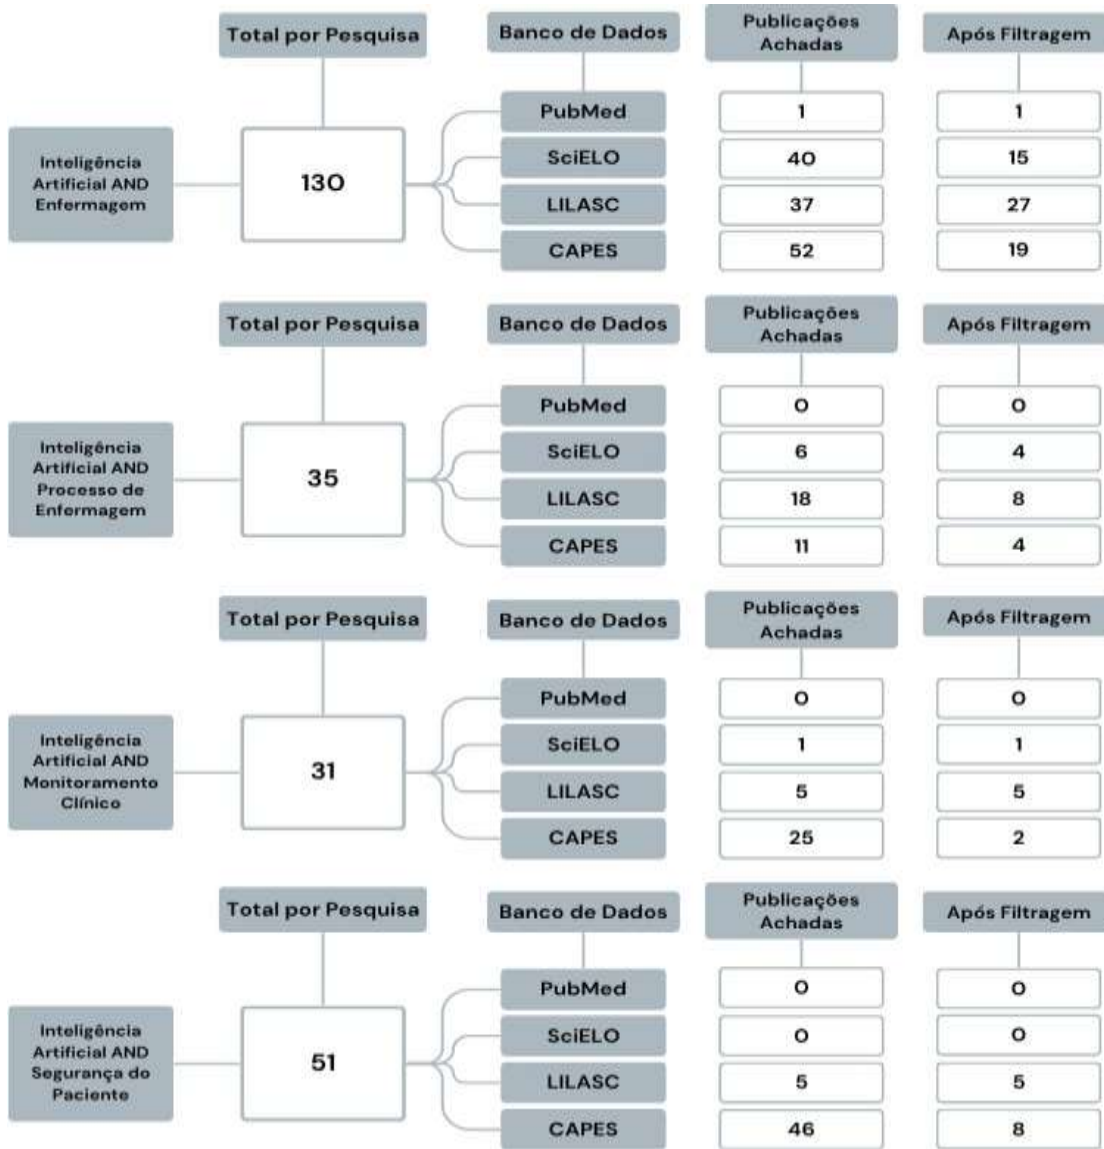 Total por Pesquisa
Banco de Dados
Publicações
Achadas
Após Filtragem
Inteligência
Artificial AND
Enfermagem
130
PubMed
1
1
SciELO
40
15
LILASC
37
27
CAPES
52
19
Total por Pesquisa
Banco de Dados
Publicações
Achadas
Após Filtragem
Inteligência
Artificial AND
Processo de
Enfermagem
35
PubMed
0
0
SciELO
6
4
LILASC
18
8
CAPES
11
4
Total por Pesquisa
Banco de Dados
Publicações
Achadas
Após Filtragem
Inteligência
Artificial AND
Monitoramento
Clínico
31
PubMed
0
0
SciELO
1
1
LILASC
5
5
CAPES
25
2
Total por Pesquisa
Banco de Dados
Publicações
Achadas
Após Filtragem
Inteligência
Artificial AND
Segurança do
Paciente
51
PubMed
0
0
SciELO
0
0
LILASC
5
5
CAPES
46
8